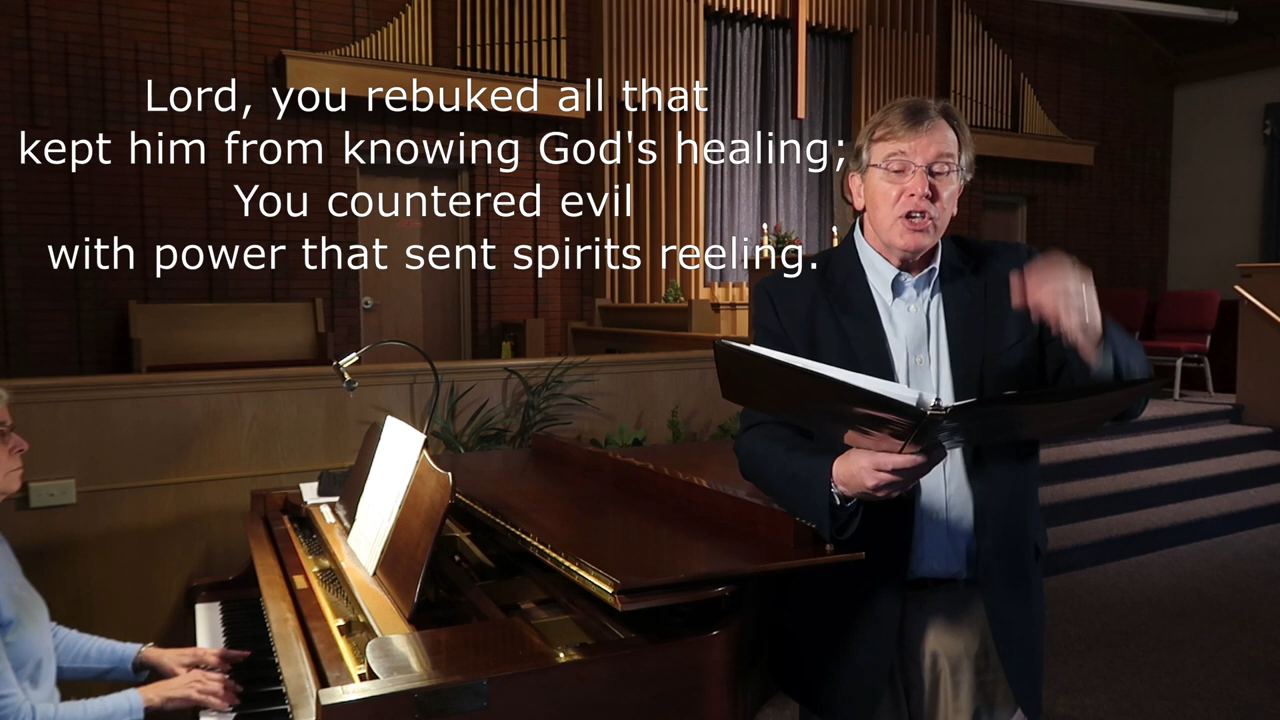 Lord, you rebuked all that
kept him from knowing God's healing;
You countered evil
with power that sent spirits reeling.